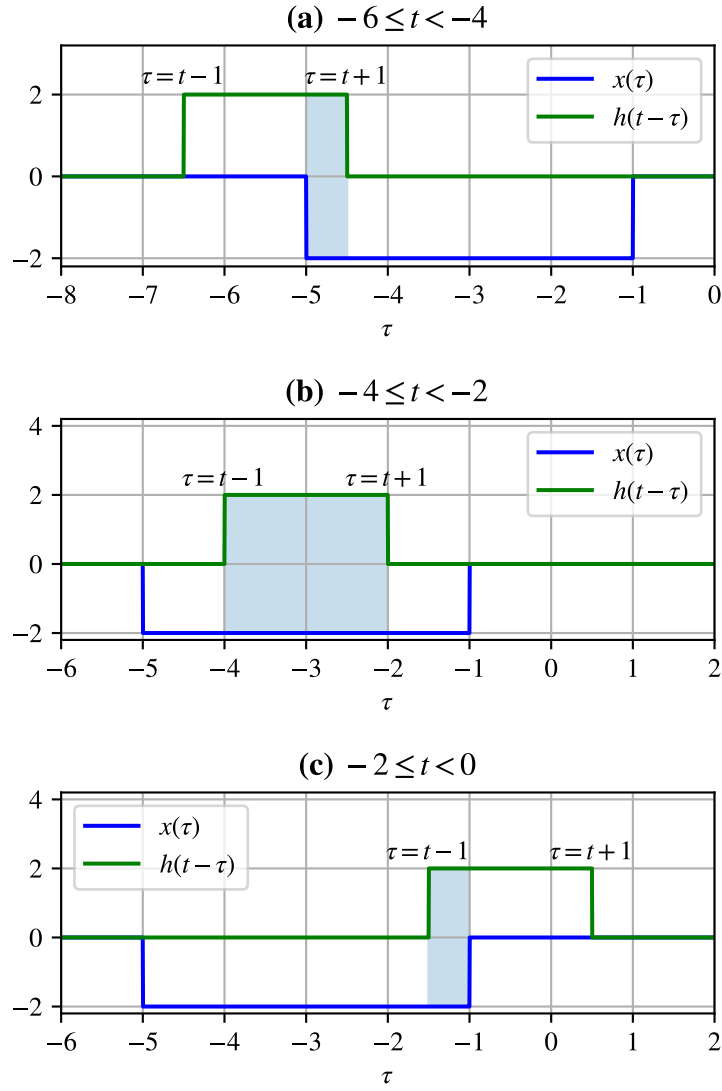 (a) −6 ≤ t < −4
τ = t − 1 τ = t + 1
x(τ)
h(t − τ)
2
0
−2
−8 −7 −6 −5 −4 −3 −2 −1 0
τ
(b) −4 ≤ t < −2
τ = t − 1 τ = t + 1
x(τ)
h(t − τ)
4
2
0
−2
−6 −5 −4 −3 −2 −1 0 1 2
τ
(c) −2 ≤ t < 0
x(τ)
h(t − τ)
τ = t − 1 τ = t + 1
4
2
0
−2
−6 −5 −4 −3 −2 −1 0 1 2
τ